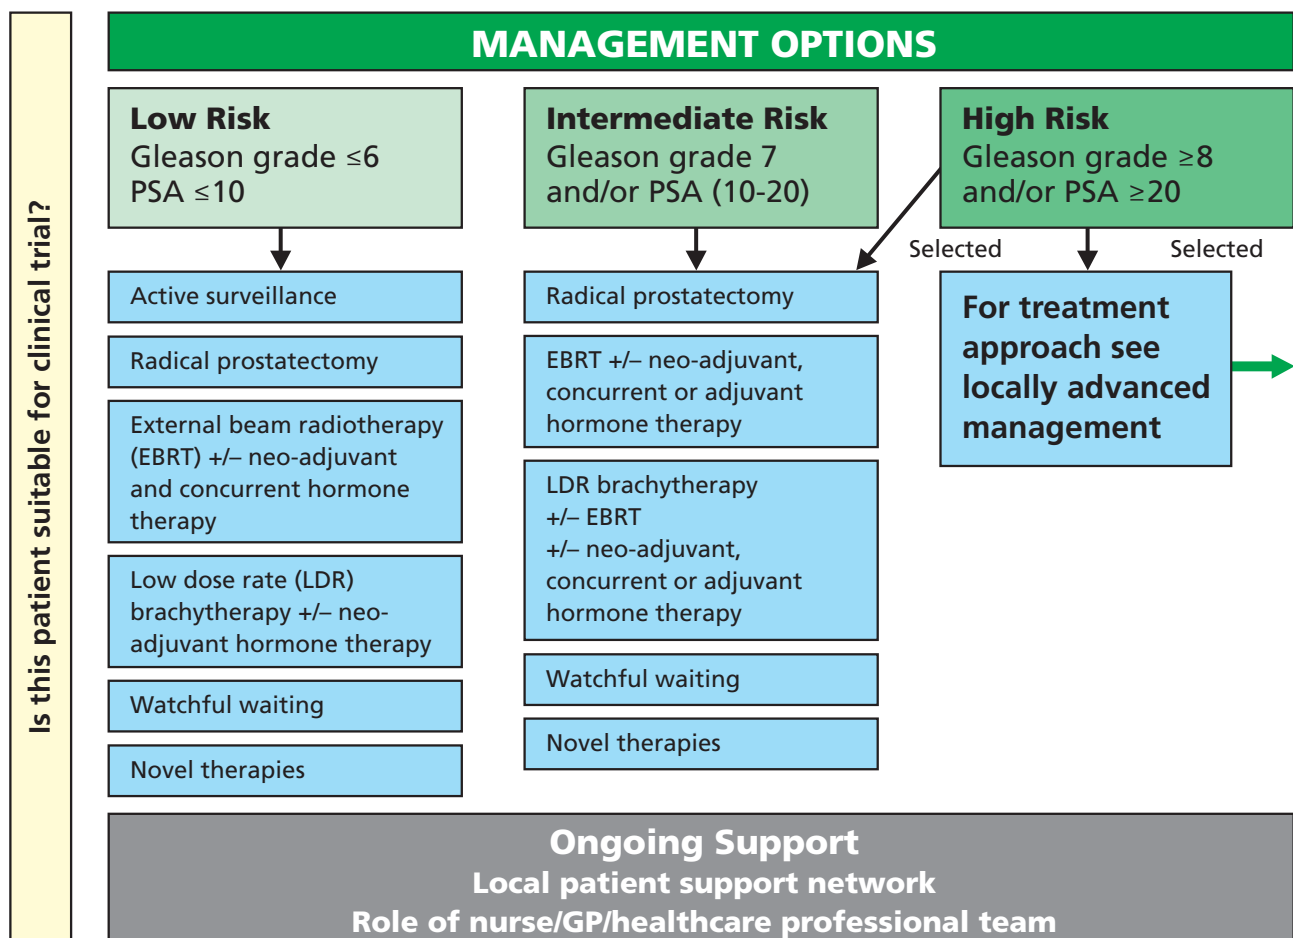 Is this patient suitable for clinical trial?
MANAGEMENT OPTIONS
Low Risk
Gleason grade ≤6
PSA ≤10
Active surveillance
Radical prostatectomy
External beam radiotherapy
(EBRT) +/– neo-adjuvant
and concurrent hormone
therapy
Low dose rate (LDR)
brachytherapy +/– neo-
adjuvant hormone therapy
Watchful waiting
Novel therapies
Intermediate Risk
Gleason grade 7
and/or PSA (10-20)
Radical prostatectomy
EBRT +/– neo-adjuvant,
concurrent or adjuvant
hormone therapy
LDR brachytherapy
+/– EBRT
+/– neo-adjuvant,
concurrent or adjuvant
hormone therapy
Watchful waiting
Novel therapies
High Risk
Gleason grade ≥8
and/or PSA ≥20
Selected
Selected
For treatment
approach see
locally advanced
management
Ongoing Support
Local patient support network
Role of nurse/GP/healthcare professional team